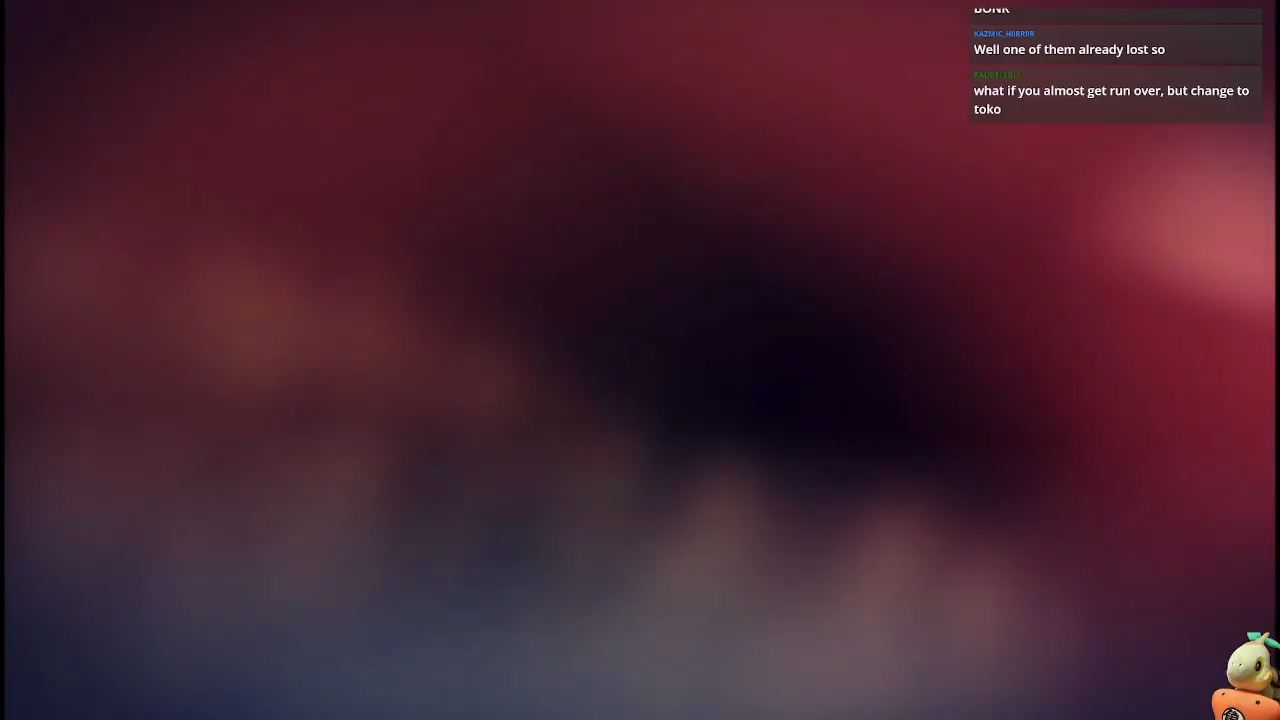 BONK
KAZMIC_H0RR0R
Well one of them already lost so
what if you almost get run over, but change to
toko